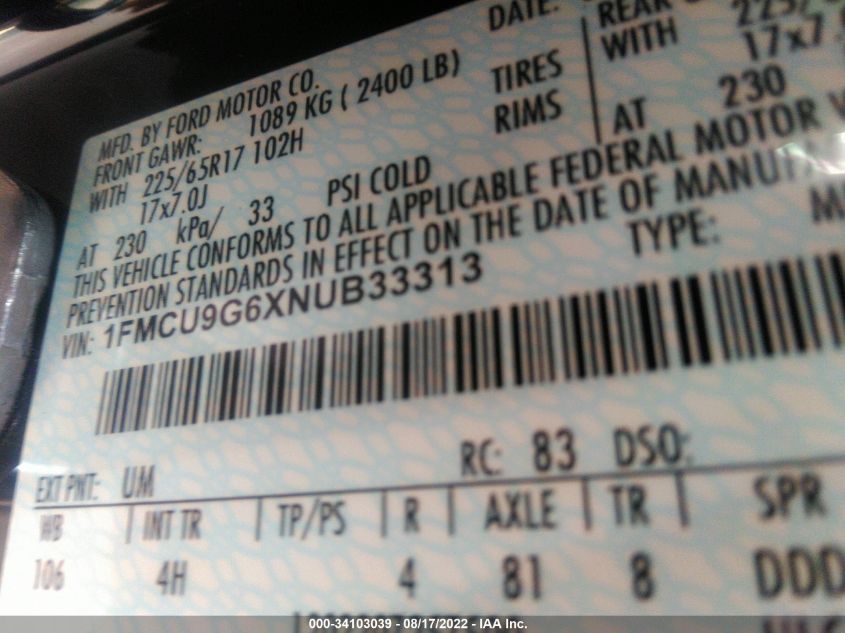 DATE:
MFD. BY FORD MOTOR CO.
FRONT GAWR: 1089 KG ( 2400 LB)
WITH 225/65R17 102H TIRES
17x7.0J RIMS
AT 230 kPa/ 33 PSI COLD
REAR
WITH 225/
17x7.
AT 230
THIS VEHICLE CONFORMS TO ALL APPLICABLE FEDERAL MOTOR V
PREVENTION STANDARDS IN EFFECT ON THE DATE OF MANUFA
VIN: 1FMCU9G6XNUB33313 TYPE: M
EXT PNT: UM RC: 83 DSO:
WB INT TR TP/PS R AXLE TR SPR
106 4H 4 81 8 DDD
000-34103039 - 08/17/2022 - IAA Inc.